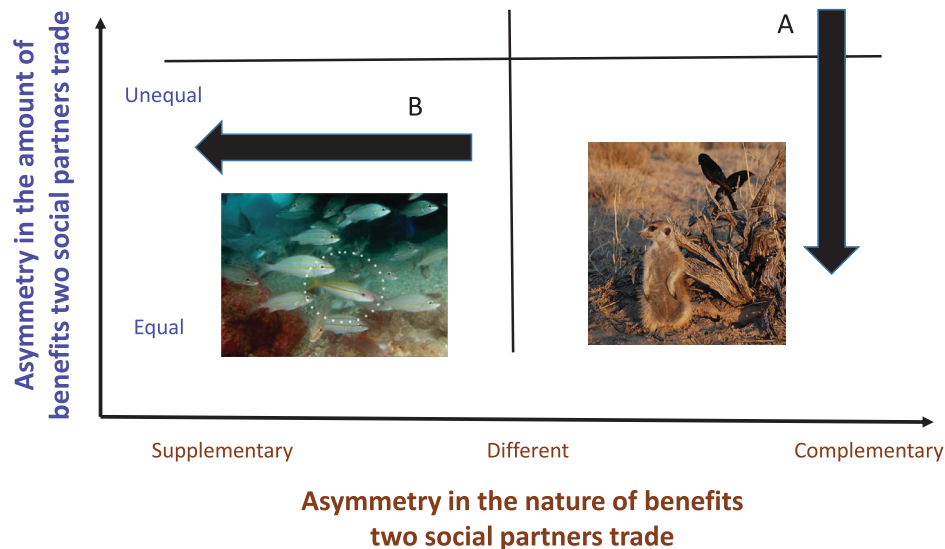 Asymmetry in the amount of
benefits two social partners trade
A
Unequal
B
Equal
Supplementary
Different
Complementary
Asymmetry in the nature of benefits
two social partners trade